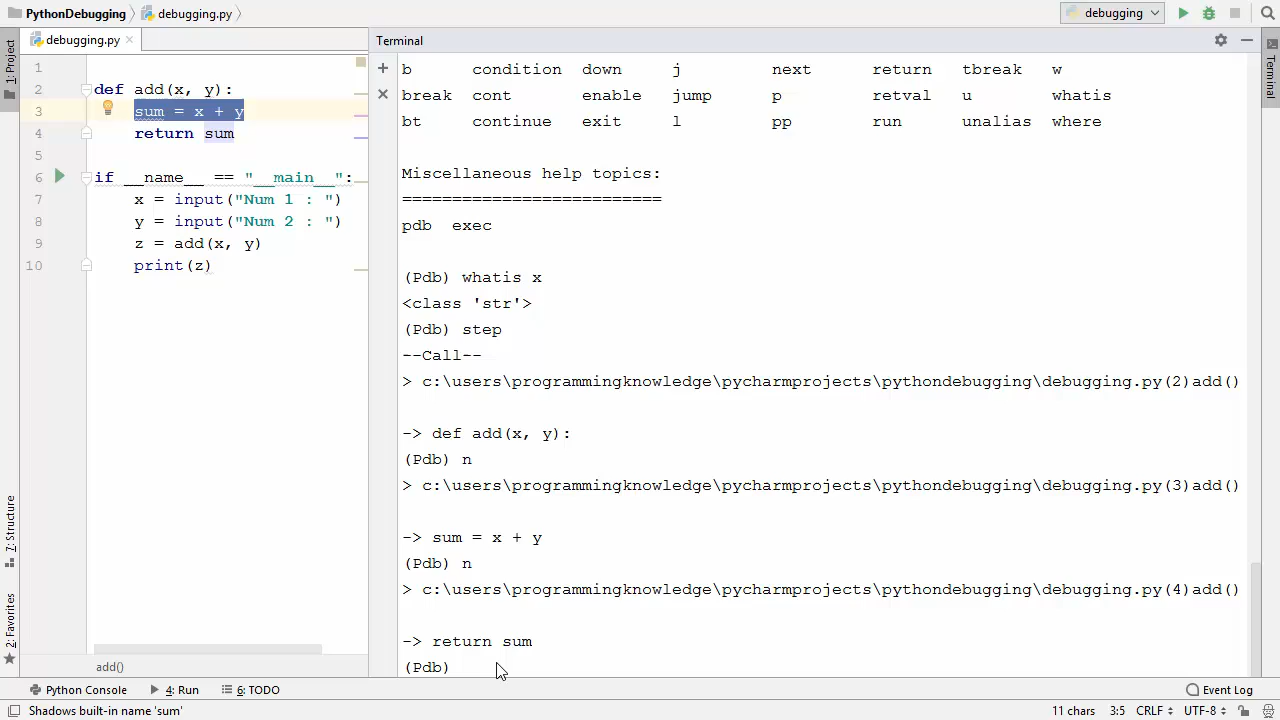 PythonDebugging debugging.py debugging
debugging.py
Terminal
1: Project
7: Structure
2: Favorites
Terminal
1
2 def add(x, y):
3 sum = x + y
4 return sum
5
6 if __name__ == "__main__":
7 x = input("Num 1 : ")
8 y = input("Num 2 : ")
9 z = add(x, y)
10 print(z)
add()
b condition down j next return tbreak w
break cont enable jump p retval u whatis
bt continue exit l pp run unalias where
Miscellaneous help topics:
==========================
pdb exec
(Pdb) whatis x
<class 'str'>
(Pdb) step
--Call--
> c:\users\programmingknowledge\pycharmprojects\pythondebugging\debugging.py(2)add()
-> def add(x, y):
(Pdb) n
> c:\users\programmingknowledge\pycharmprojects\pythondebugging\debugging.py(3)add()
-> sum = x + y
(Pdb) n
> c:\users\programmingknowledge\pycharmprojects\pythondebugging\debugging.py(4)add()
-> return sum
(Pdb)
Python Console 4: Run 6: TODO Event Log
Shadows built-in name 'sum' 11 chars 3:5 CRLF UTF-8